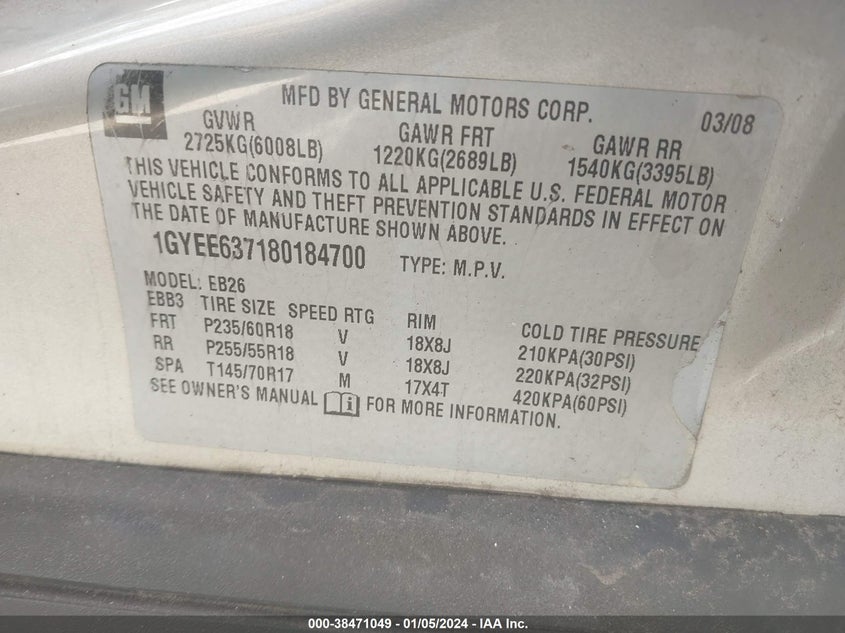 GM
MFD BY GENERAL MOTORS CORP. 03/08
GVWR GAWR FRT GAWR RR
2725KG(6008LB) 1220KG(2689LB) 1540KG(3395LB)
THIS VEHICLE CONFORMS TO ALL APPLICABLE U.S. FEDERAL MOTOR
VEHICLE SAFETY AND THEFT PREVENTION STANDARDS IN EFFECT ON
THE DATE OF MANUFACTURE SHOWN ABOVE.
1GYEE637180184700 TYPE: M.P.V.
MODEL: EB26
EBB3 TIRE SIZE SPEED RTG RIM COLD TIRE PRESSURE
FRT P235/60R18 V 18X8J 210KPA(30PSI)
RR P255/55R18 V 18X8J 220KPA(32PSI)
SPA T145/70R17 M 17X4T 420KPA(60PSI)
SEE OWNER'S MANUAL i FOR MORE INFORMATION.
000-38471049 - 01/05/2024 - IAA Inc.